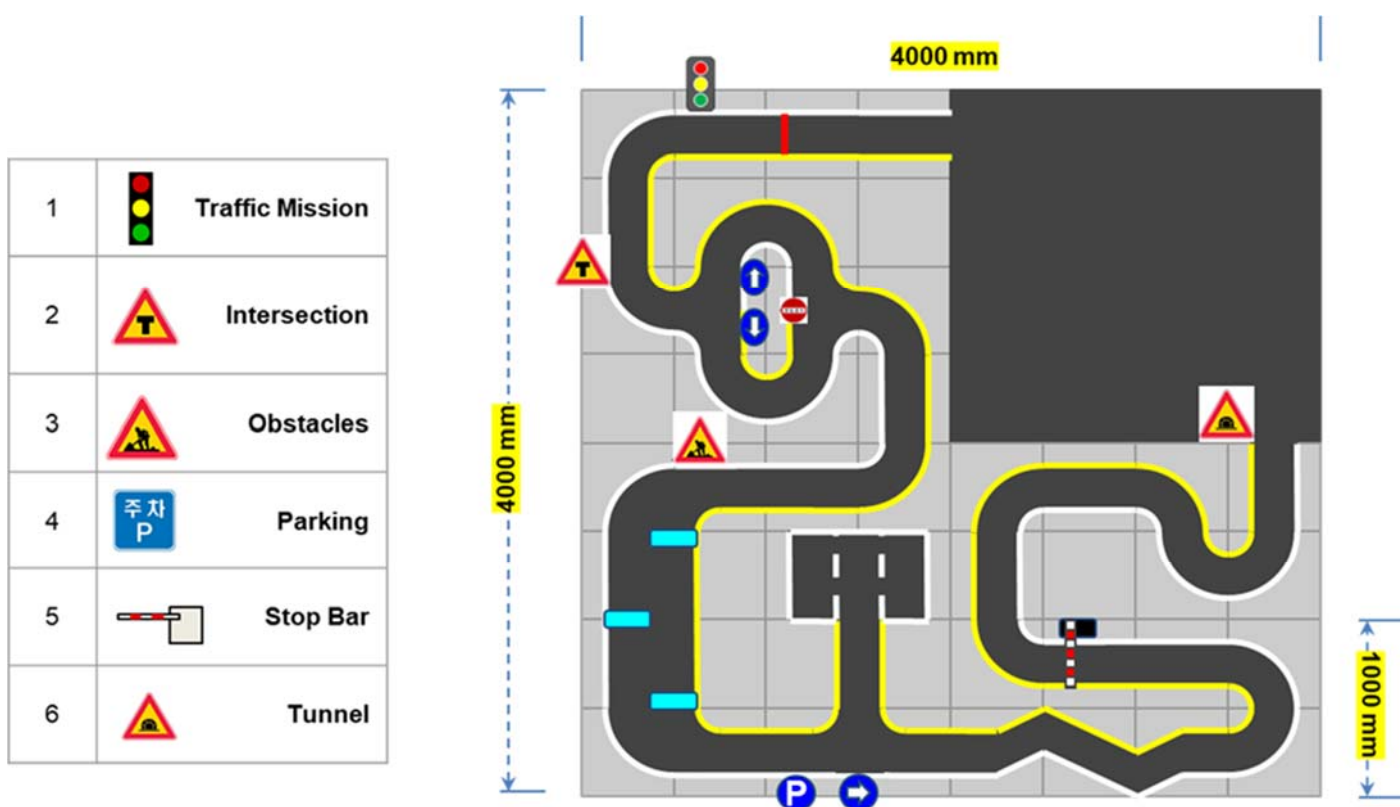 1
Traffic Mission
2
T
Intersection
3
Obstacles
4
주 차
P
Parking
5
Stop Bar
6
Tunnel
4000 mm
4000 mm
T
1000 mm
P